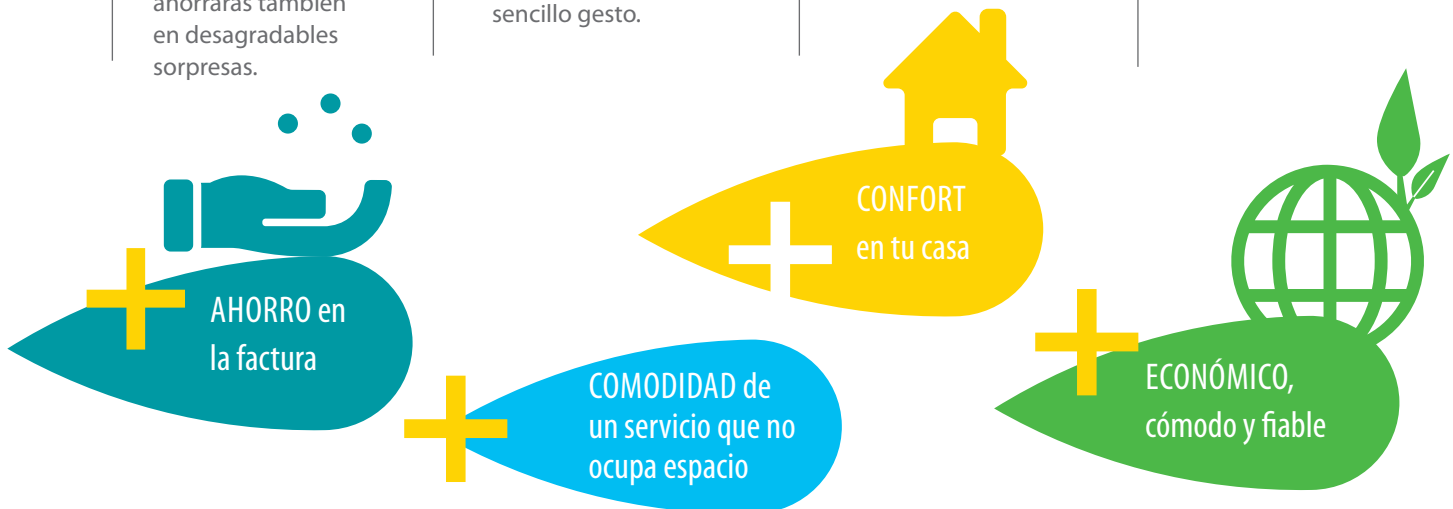 ahorrarás también
en desagradables
sorpresas.
sencillo gesto.
CONFORT
en tu casa
AHORRO en
la factura
COMODIDAD de
un servicio que no
ocupa espacio
ECONÓMICO,
cómodo y fiable